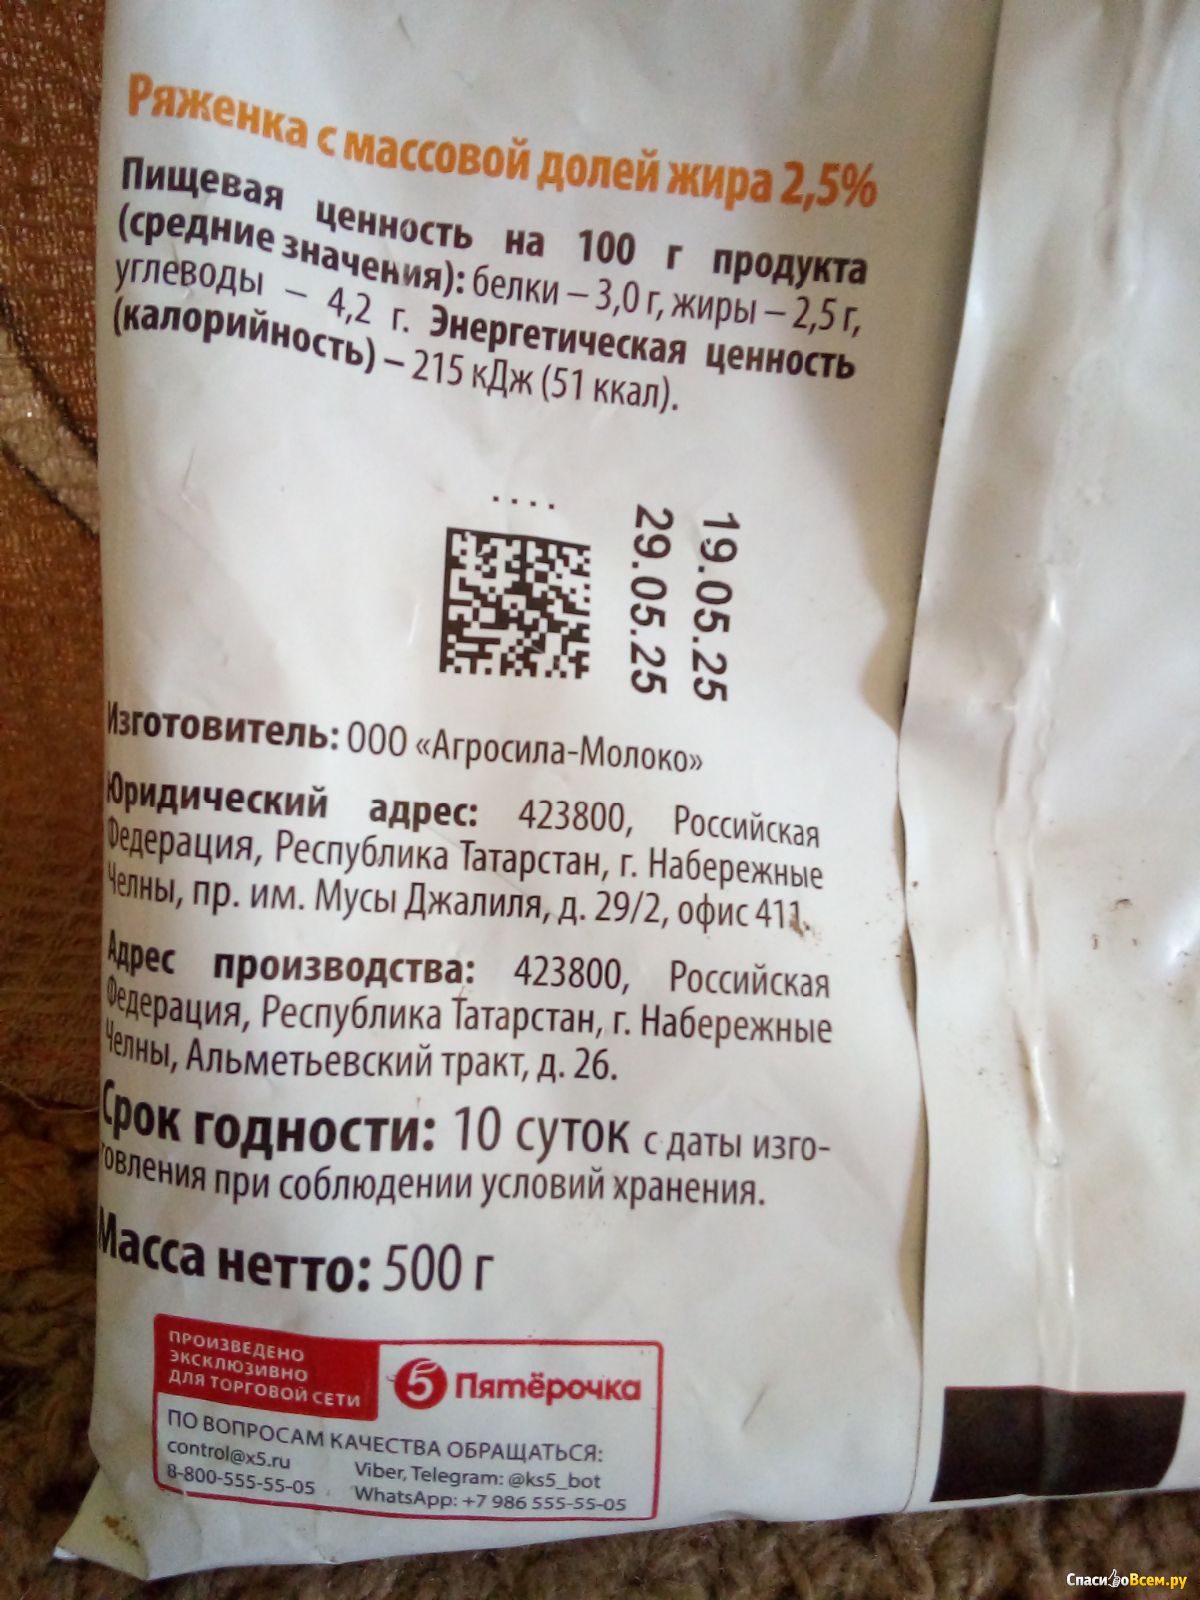 Ряженка с массовой долей жира 2,5%
Пищевая ценность на 100 г продукта
(средние значения): белки – 3,0 г, жиры – 2,5 г,
углеводы – 4,2 г. Энергетическая ценность
(калорийность) – 215 кДж (51 ккал).
19.05.25
29.05.25
Изготовитель: ООО «Агросила-Молоко»
Юридический адрес: 423800, Российская
Федерация, Республика Татарстан, г. Набережные
Челны, пр. им. Мусы Джалиля, д. 29/2, офис 411.
Адрес производства: 423800, Российская
Федерация, Республика Татарстан, г. Набережные
Челны, Альметьевский тракт, д. 26.
Срок годности: 10 суток с даты изго-
товления при соблюдении условий хранения.
Масса нетто: 500 г
ПРОИЗВЕДЕНО
ЭКСКЛЮЗИВНО
ДЛЯ ТОРГОВОЙ СЕТИ
5 Пятёрочка
ПО ВОПРОСАМ КАЧЕСТВА ОБРАЩАТЬСЯ:
control@x5.ru
8-800-555-55-05
Viber, Telegram: @ks5_bot
WhatsApp: +7 986 555-55-05
СпасибоВсем.ру